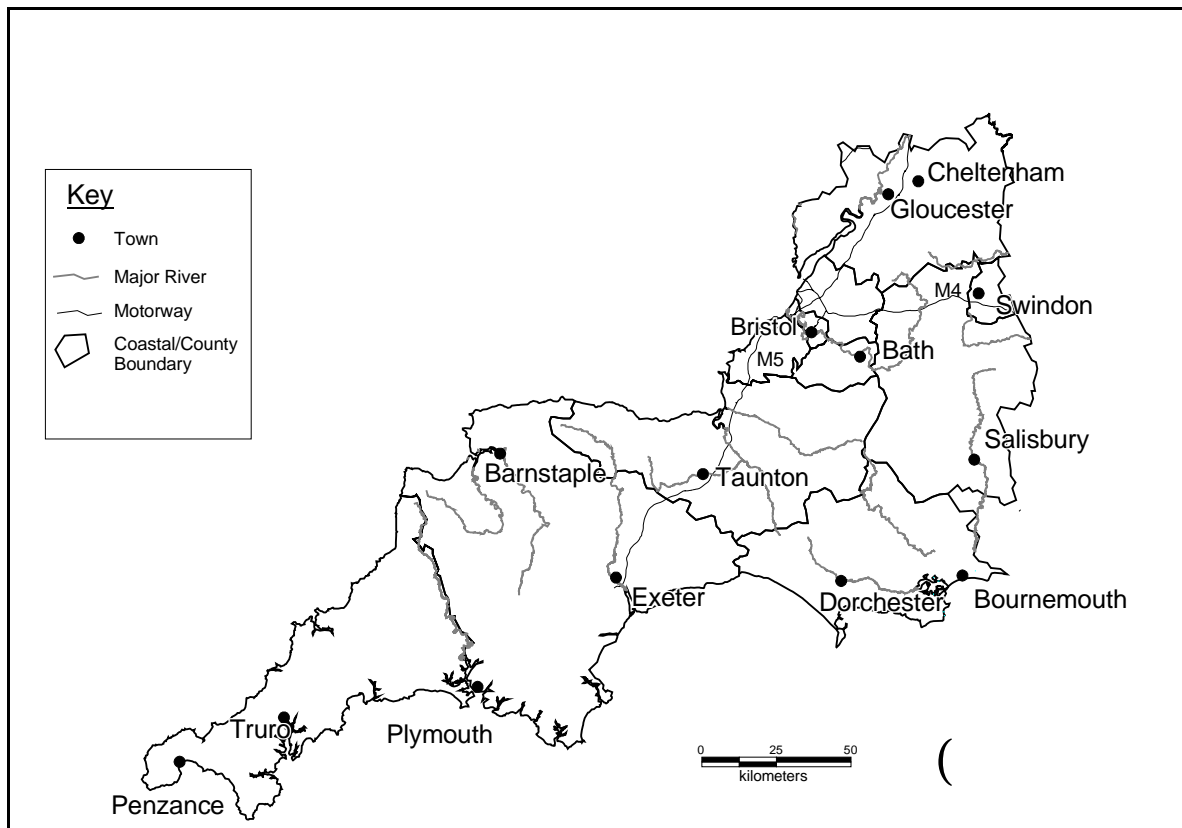 Key
Town
Major River
Motorway
Coastal/County
Boundary
Cheltenham
Gloucester
M4
Swindon
Bristol
Bath
M5
Salisbury
Barnstaple
Taunton
Exeter
Dorchester
Bournemouth
Truro
Plymouth
Penzance
0 25 50
kilometers
(